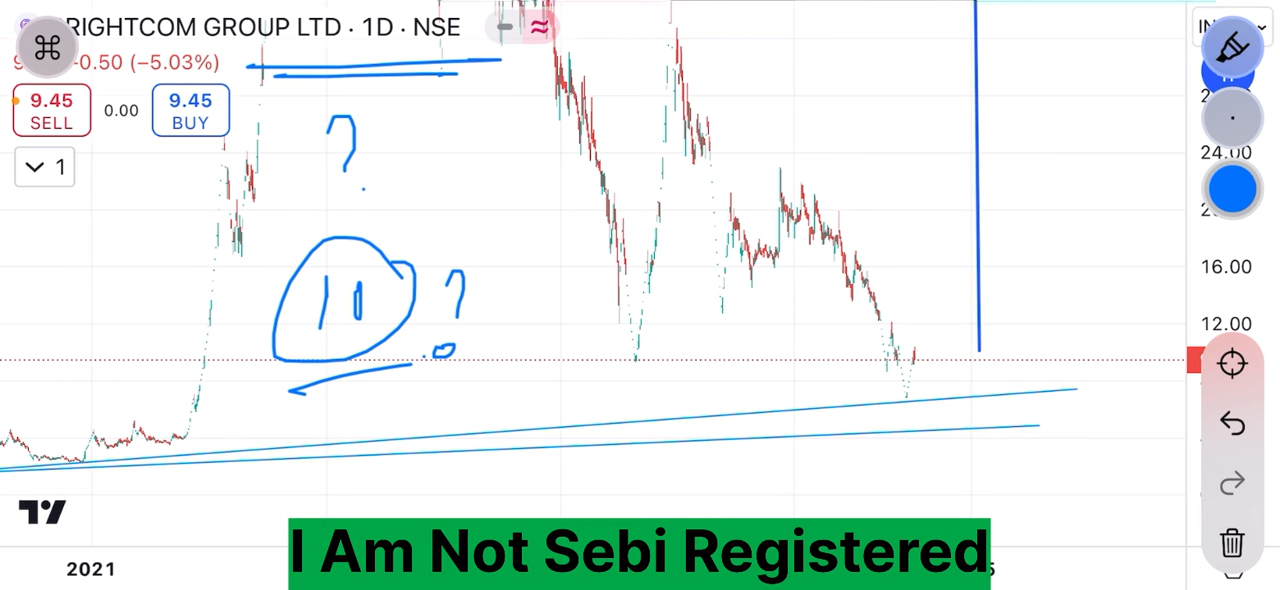 RIGHTCOM GROUP LTD · 1D · NSE
-0.50 (−5.03%)
9.45
SELL
0.00
9.45
BUY
1
?
10 ?
24.00
16.00
12.00
2021
I Am Not Sebi Registered